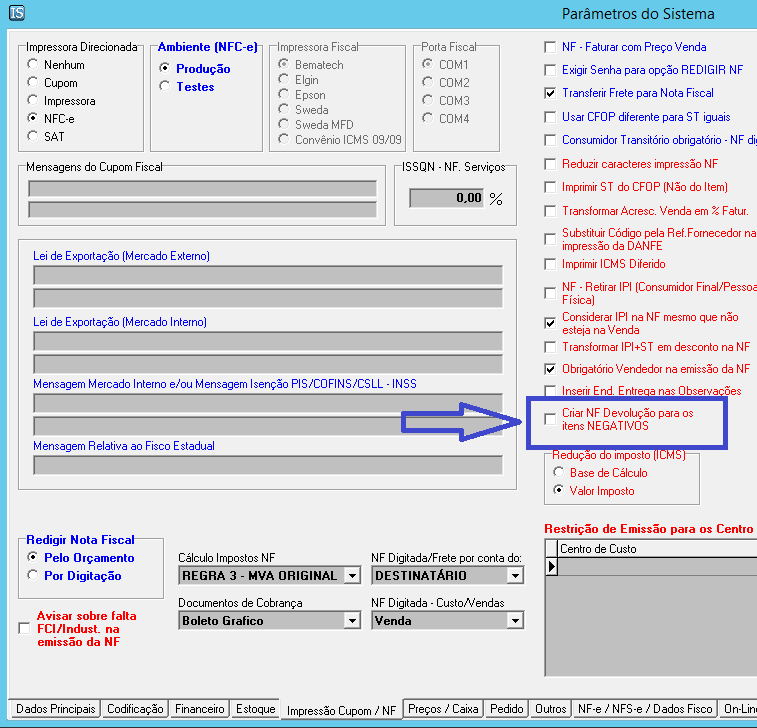 IS
Parâmetros do Sistema
Impressora Direcionada
Nenhum
Cupom
Impressora
NFC-e
SAT
Ambiente (NFC-e)
Produção
Testes
Impressora Fiscal
Bematech
Elgin
Epson
Sweda
Sweda MFD
Convênio ICMS 09/09
Porta Fiscal
COM1
COM2
COM3
COM4
Mensagens do Cupom Fiscal
ISSQN - NF. Serviços
0,00 %
Lei de Exportação (Mercado Externo)
Lei de Exportação (Mercado Interno)
Mensagem Mercado Interno e/ou Mensagem Isenção PIS/COFINS/CSLL - INSS
Mensagem Relativa ao Fisco Estadual
NF - Faturar com Preço Venda
Exigir Senha para opção REDIGIR NF
Transferir Frete para Nota Fiscal
Usar CFOP diferente para ST iguais
Consumidor Transitório obrigatório - NF di
Reduzir caracteres impressão NF
Imprimir ST do CFOP (Não do Item)
Transformar Acresc. Venda em % Fatur.
Substituir Código pela Ref.Fornecedor na
impressão da DANFE
Imprimir ICMS Diferido
NF - Retirar IPI (Consumidor Final/Pessoa
Física)
Considerar IPI na NF mesmo que não
esteja na Venda
Transformar IPI+ST em desconto na NF
Obrigatório Vendedor na emissão da NF
Inserir End. Entrega nas Observações
Criar NF Devolução para os
itens NEGATIVOS
Redução do imposto (ICMS)
Base de Cálculo
Valor Imposto
Redigir Nota Fiscal
Pelo Orçamento
Por Digitação
Avisar sobre falta
FCI/Indust. na
emissão da NF
Cálculo Impostos NF
REGRA 3 - MVA ORIGINAL
NF Digitada/Frete por conta do:
DESTINATÁRIO
Documentos de Cobrança
Boleto Grafico
NF Digitada - Custo/Vendas
Venda
Restrição de Emissão para os Centro
Centro de Custo
Dados Principais
Codificação
Financeiro
Estoque
Impressão Cupom / NF
Preços / Caixa
Pedido
Outros
NF-e / NFS-e / Dados Fisco
On-Line